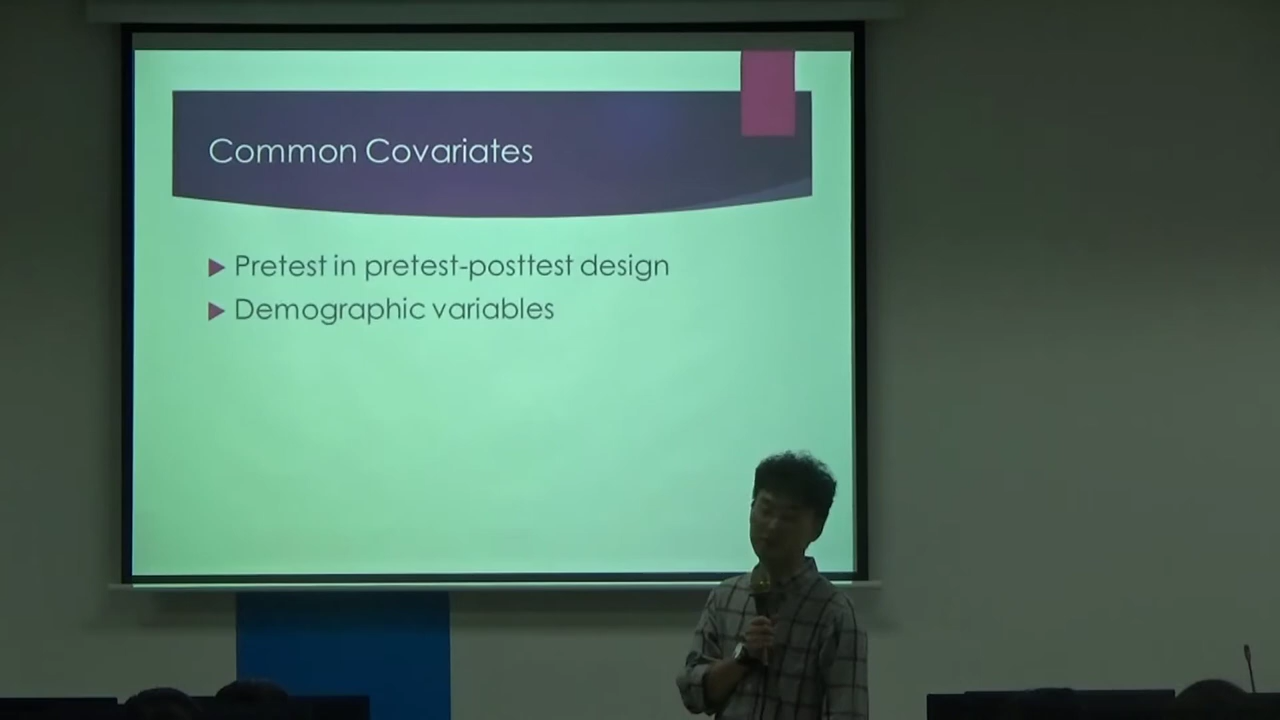 Common Covariates
Pretest in pretest-posttest design
Demographic variables